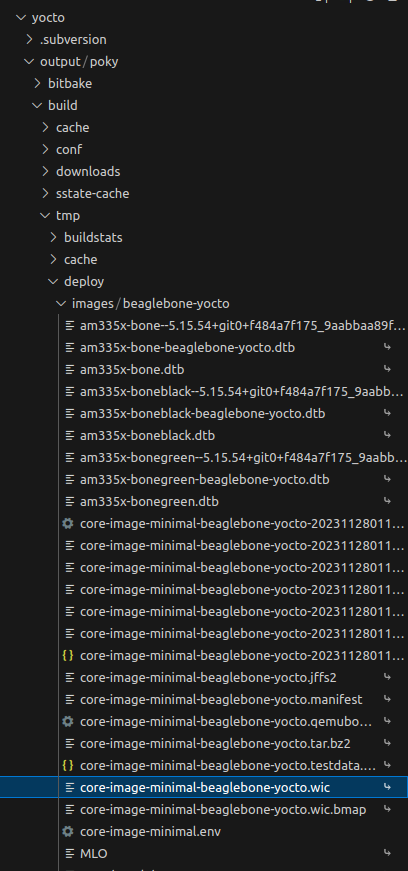 yocto
.subversion
output / poky
bitbake
build
cache
conf
downloads
sstate-cache
tmp
buildstats
cache
deploy
images / beaglebone-yocto
am335x-bone--5.15.54+git0+f484a7f175_9aabbaa89f...
am335x-bone-beaglebone-yocto.dtb
am335x-bone.dtb
am335x-boneblack--5.15.54+git0+f484a7f175_9aabb...
am335x-boneblack-beaglebone-yocto.dtb
am335x-boneblack.dtb
am335x-bonegreen--5.15.54+git0+f484a7f175_9aabb...
am335x-bonegreen-beaglebone-yocto.dtb
am335x-bonegreen.dtb
core-image-minimal-beaglebone-yocto-20231128011...
core-image-minimal-beaglebone-yocto-20231128011...
core-image-minimal-beaglebone-yocto-20231128011...
core-image-minimal-beaglebone-yocto-20231128011...
core-image-minimal-beaglebone-yocto-20231128011...
core-image-minimal-beaglebone-yocto-20231128011...
core-image-minimal-beaglebone-yocto-20231128011...
core-image-minimal-beaglebone-yocto.jffs2
core-image-minimal-beaglebone-yocto.manifest
core-image-minimal-beaglebone-yocto.qemubo...
core-image-minimal-beaglebone-yocto.tar.bz2
core-image-minimal-beaglebone-yocto.testdata....
core-image-minimal-beaglebone-yocto.wic
core-image-minimal-beaglebone-yocto.wic.bmap
core-image-minimal.env
MLO